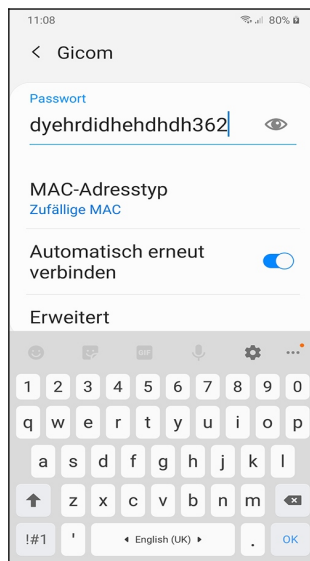 11:08 80%
Gicom
Passwort
dyehrdidhehdhdh362
MAC-Adresstyp
Zufällige MAC
Automatisch erneut
verbinden
Erweitert
GIF
1 2 3 4 5 6 7 8 9 0
q w e r t y u i o p
a s d f g h j k l
z x c v b n m
!#1 ' English (UK) . OK